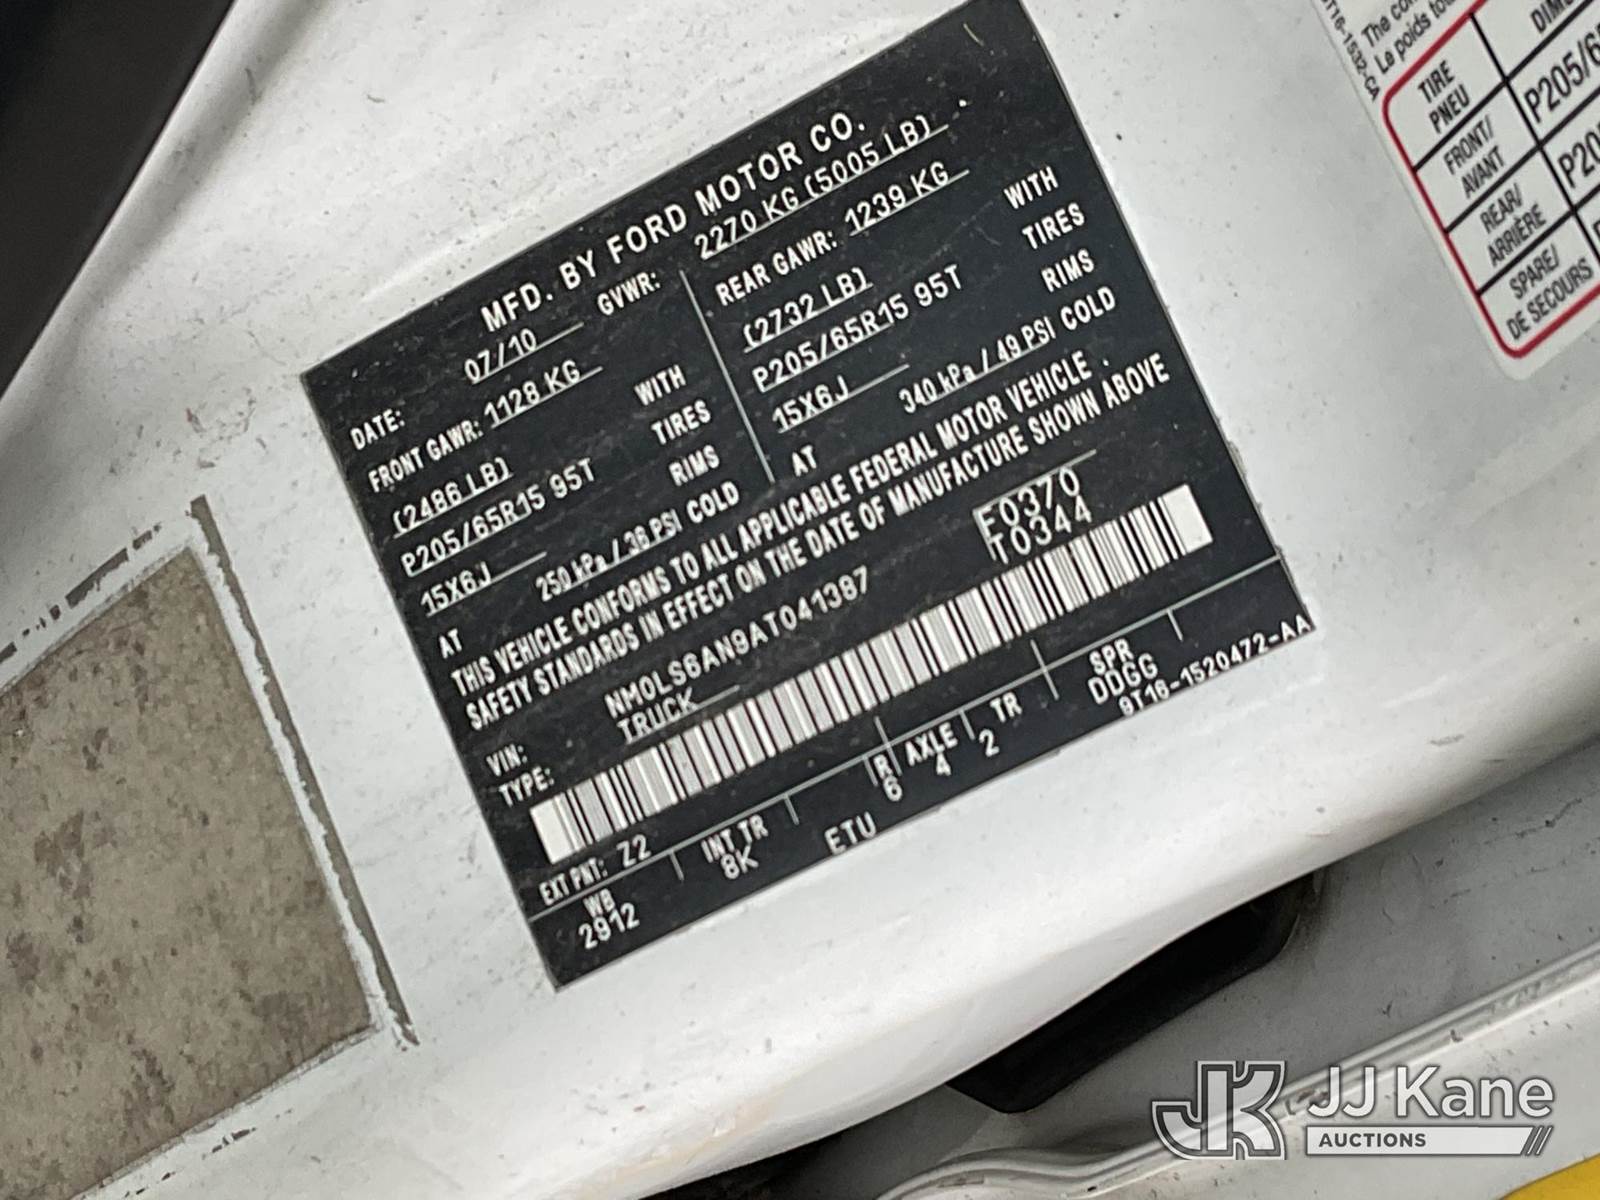 MFD. BY FORD MOTOR CO.
DATE: 07/10 GVWR: 2270 KG (5005 LB)
FRONT GAWR: 1128 KG
(2486 LB) WITH
P205/65R15 95T TIRES
15X6J RIMS
AT 250 kPa / 36 PSI COLD
REAR GAWR: 1239 KG
(2732 LB) WITH
P205/65R15 95T TIRES
15X6J RIMS
AT 340 kPa / 49 PSI COLD
THIS VEHICLE CONFORMS TO ALL APPLICABLE FEDERAL MOTOR VEHICLE
SAFETY STANDARDS IN EFFECT ON THE DATE OF MANUFACTURE SHOWN ABOVE
VIN: NM0LS6AN9AT041387 F0370
TYPE: TRUCK T0344
EXT PNT: Z2
WB INT TR R AXLE TR SPR
2912 8K ETU 6 4 2 DDGG
9T16-1520472-AA
The
La poids
TIRE
PNEU
FRONT/
AVANT
REAR/
ARRIÈRE
SPARE/
DE SECOURS
JJ Kane
AUCTIONS